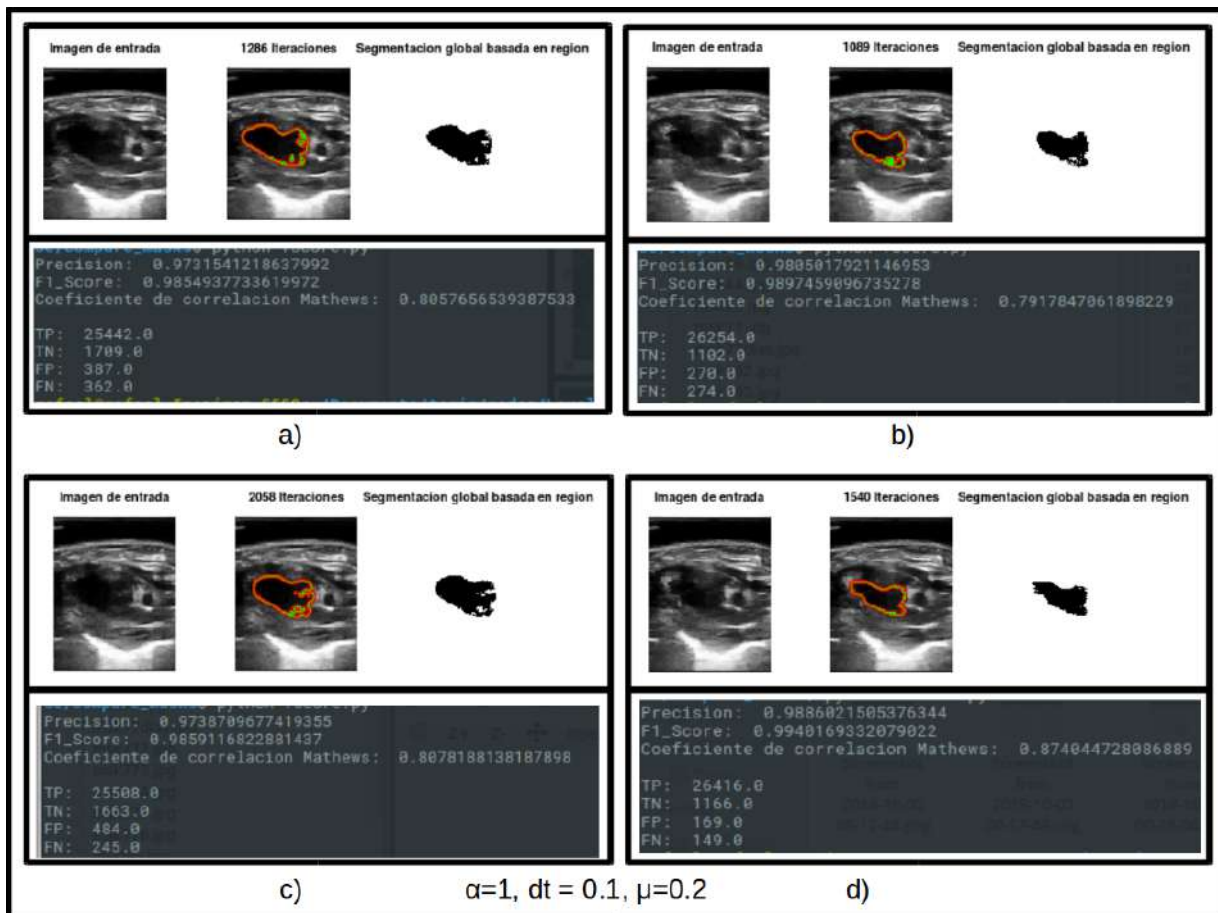 Imagen de entrada
1286 Iteraciones
Segmentacion global basada en region
Precision: 0.9731541218637992
F1_Score: 0.9854937733619972
Coeficiente de correlacion Mathews: 0.8057656539387533
TP: 25442.0
TN: 1709.0
FP: 387.0
FN: 362.0
a)
Imagen de entrada
1089 Iteraciones
Segmentacion global basada en region
Precision: 0.9805017921146953
F1_Score: 0.9897459096735278
Coeficiente de correlacion Mathews: 0.7917847061898229
TP: 26254.0
TN: 1102.0
FP: 270.0
FN: 274.0
b)
Imagen de entrada
2058 Iteraciones
Segmentacion global basada en region
Precision: 0.9738709677419355
F1_Score: 0.9859116822881437
Coeficiente de correlacion Mathews: 0.8078188138187898
TP: 25508.0
TN: 1663.0
FP: 484.0
FN: 245.0
c)
Imagen de entrada
1540 Iteraciones
Segmentacion global basada en region
Precision: 0.9886021505376344
F1_Score: 0.9940169332079022
Coeficiente de correlacion Mathews: 0.874044728086889
TP: 26416.0
TN: 1166.0
FP: 169.0
FN: 149.0
d)
α=1, dt = 0.1, μ=0.2